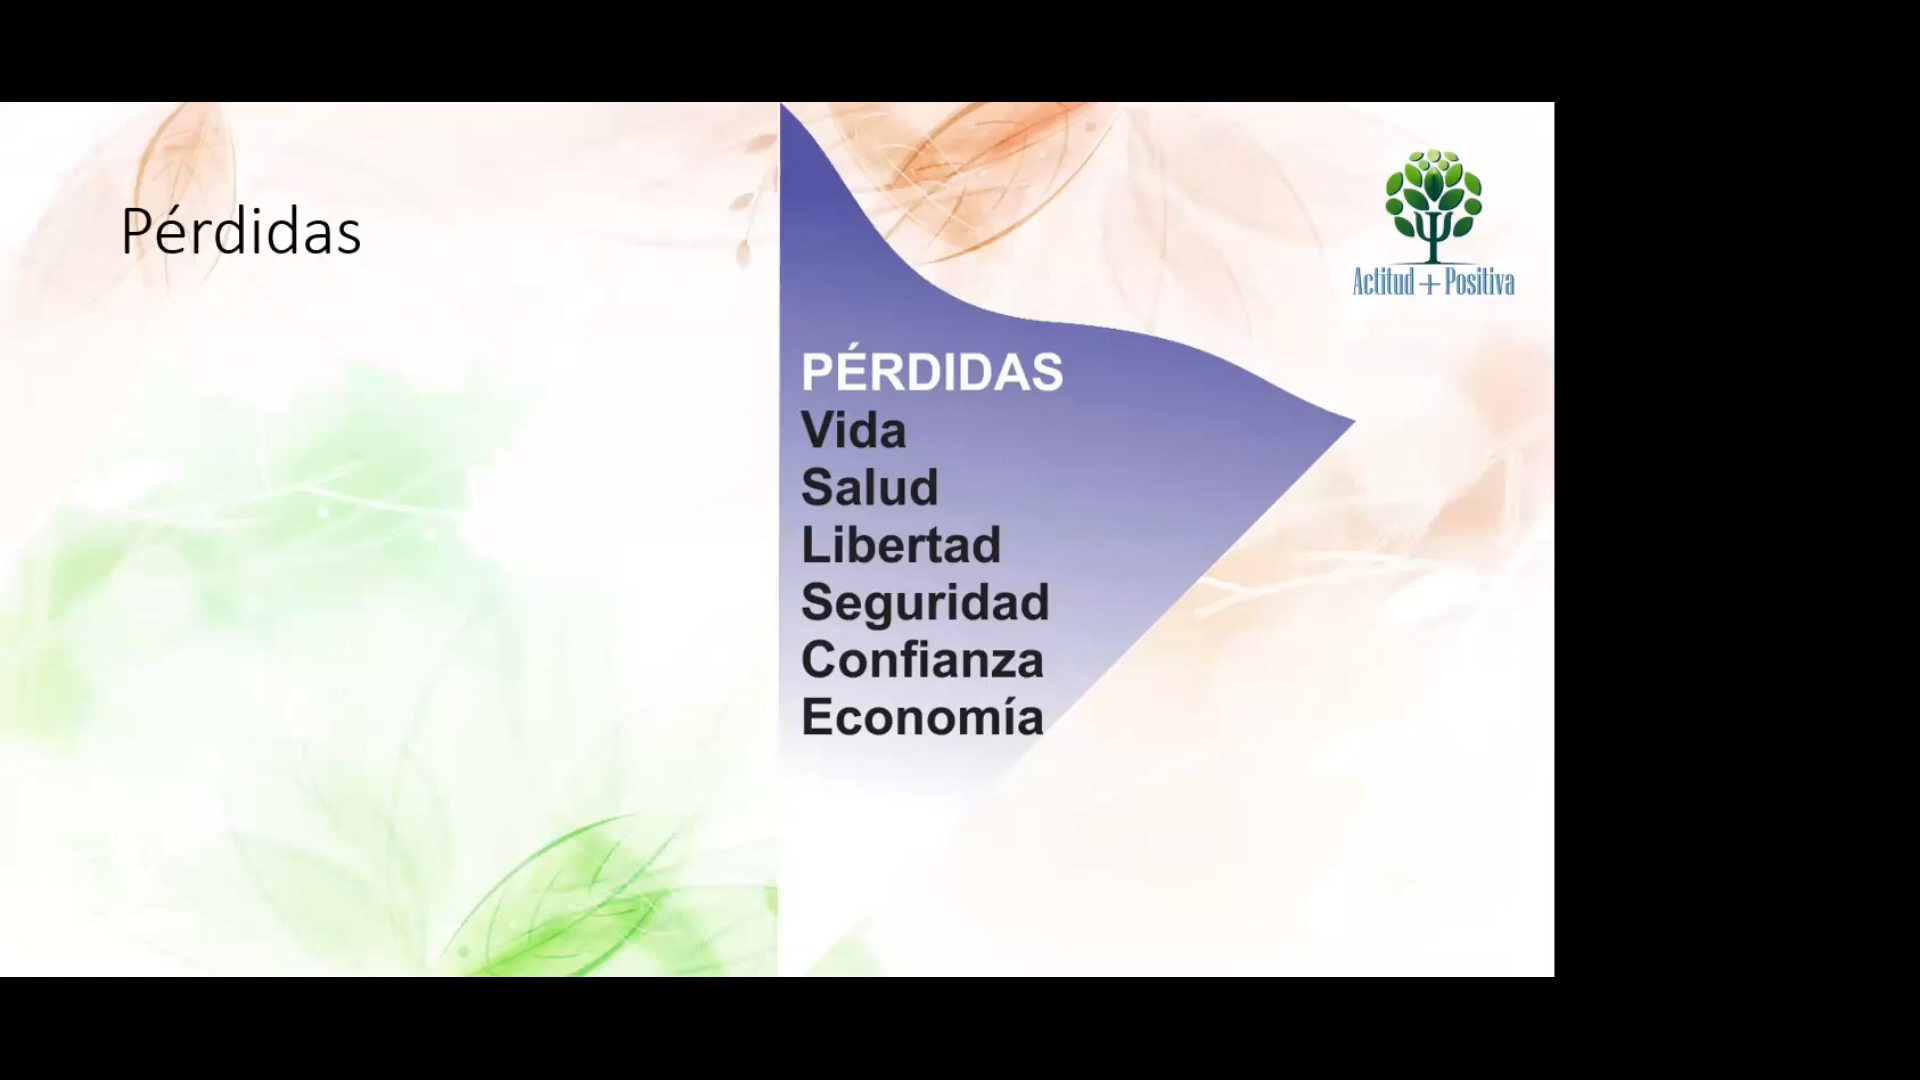 Pérdidas
Actitud + Positiva
PÉRDIDAS
Vida
Salud
Libertad
Seguridad
Confianza
Economía